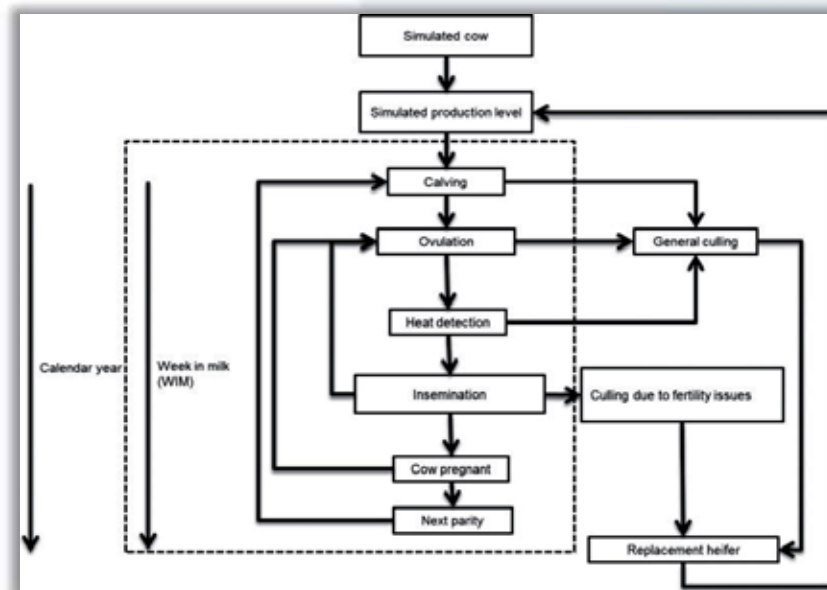 Simulated cow
Simulated production level
Calving
Ovulation
General culling
Heat detection
Calendar year
Week in milk
(WIM)
Insemination
Culling due to fertility issues
Cow pregnant
Next parity
Replacement heifer